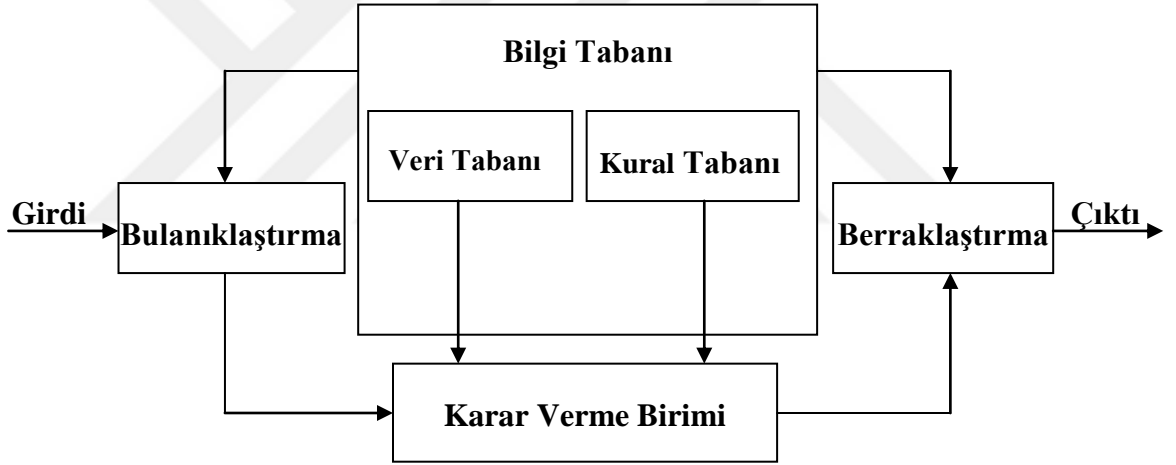 Bilgi Tabanı
Veri Tabanı
Kural Tabanı
Girdi
Bulanıklaştırma
Berraklaştırma
Çıktı
Karar Verme Birimi